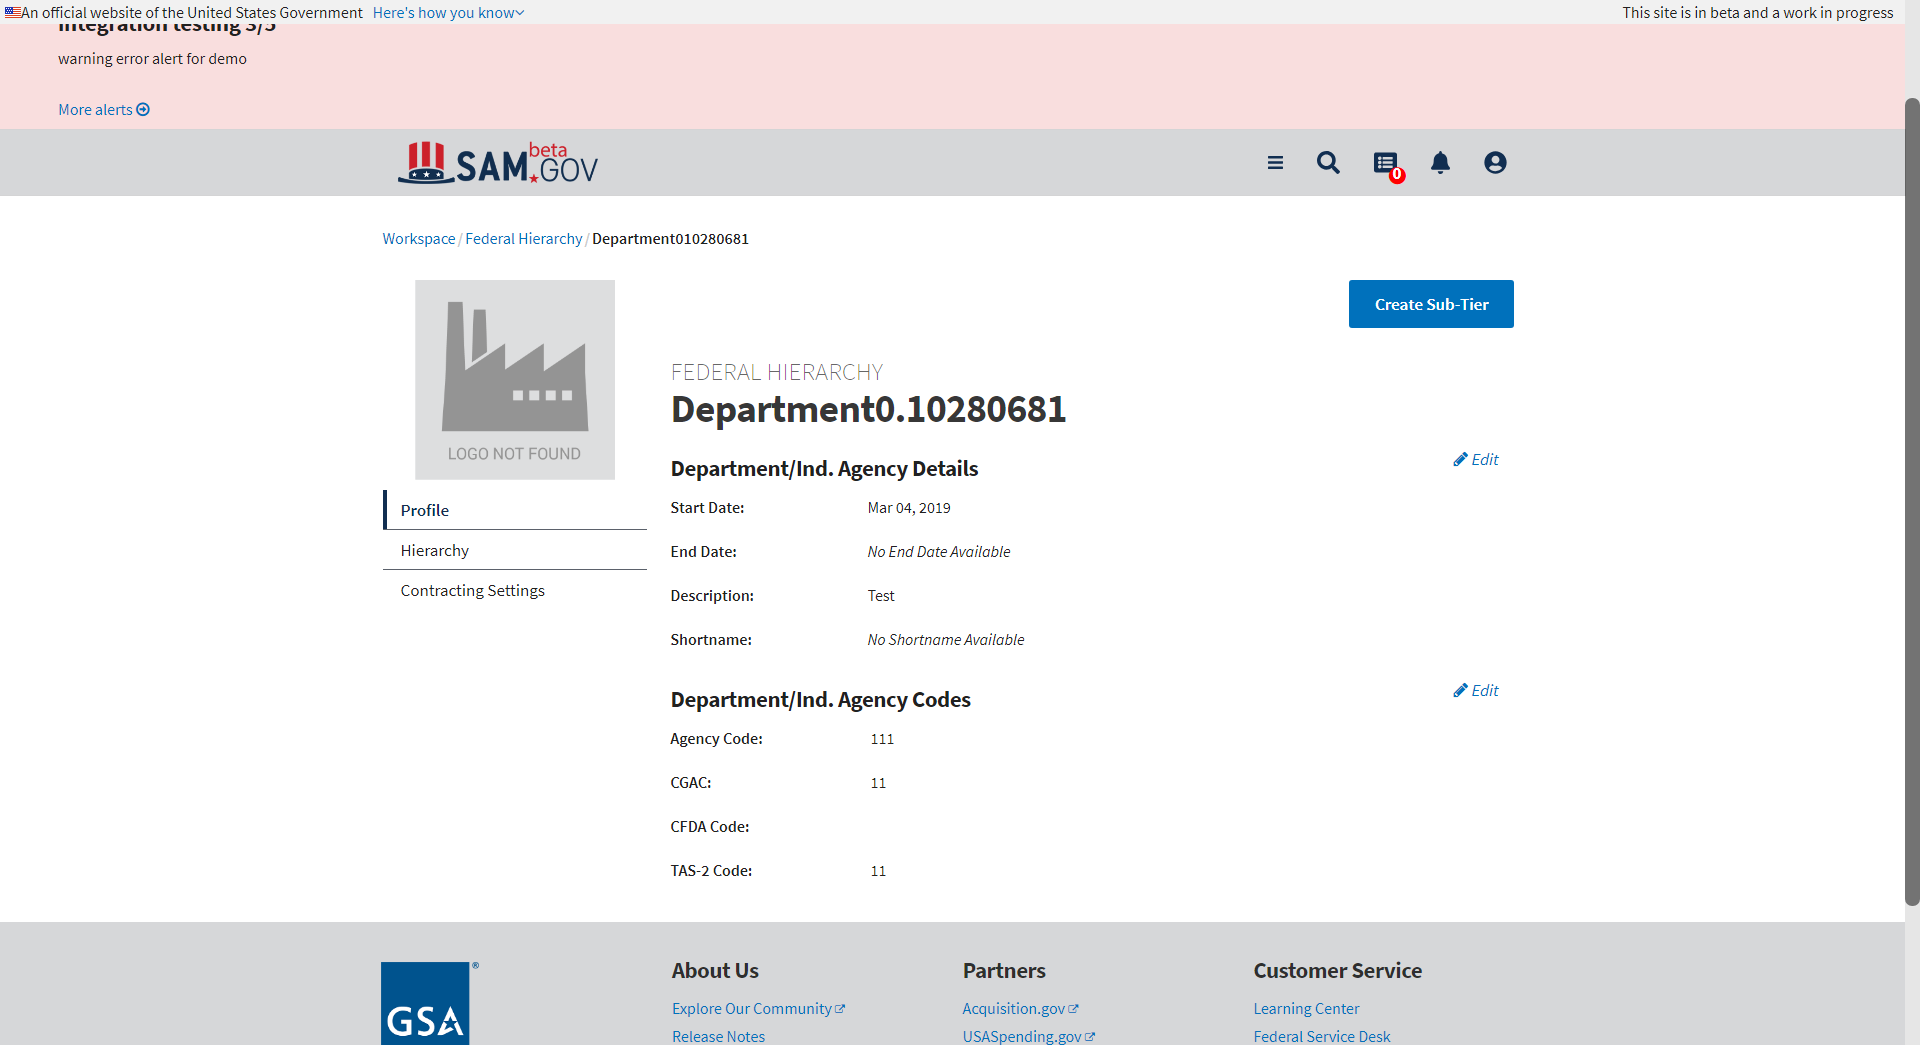 An official website of the United States Government Here's how you know
This site is in beta and a work in progress
integration testing 3/5
warning error alert for demo
More alerts
SAM.GOV beta
0
Workspace / Federal Hierarchy / Department010280681
LOGO NOT FOUND
Create Sub-Tier
FEDERAL HIERARCHY
Department0.10280681
Profile
Hierarchy
Contracting Settings
Department/Ind. Agency Details
Edit
Start Date: Mar 04, 2019
End Date: No End Date Available
Description: Test
Shortname: No Shortname Available
Department/Ind. Agency Codes
Edit
Agency Code: 111
CGAC: 11
CFDA Code:
TAS-2 Code: 11
GSA ®
About Us
Explore Our Community
Release Notes
Partners
Acquisition.gov
USASpending.gov
Customer Service
Learning Center
Federal Service Desk